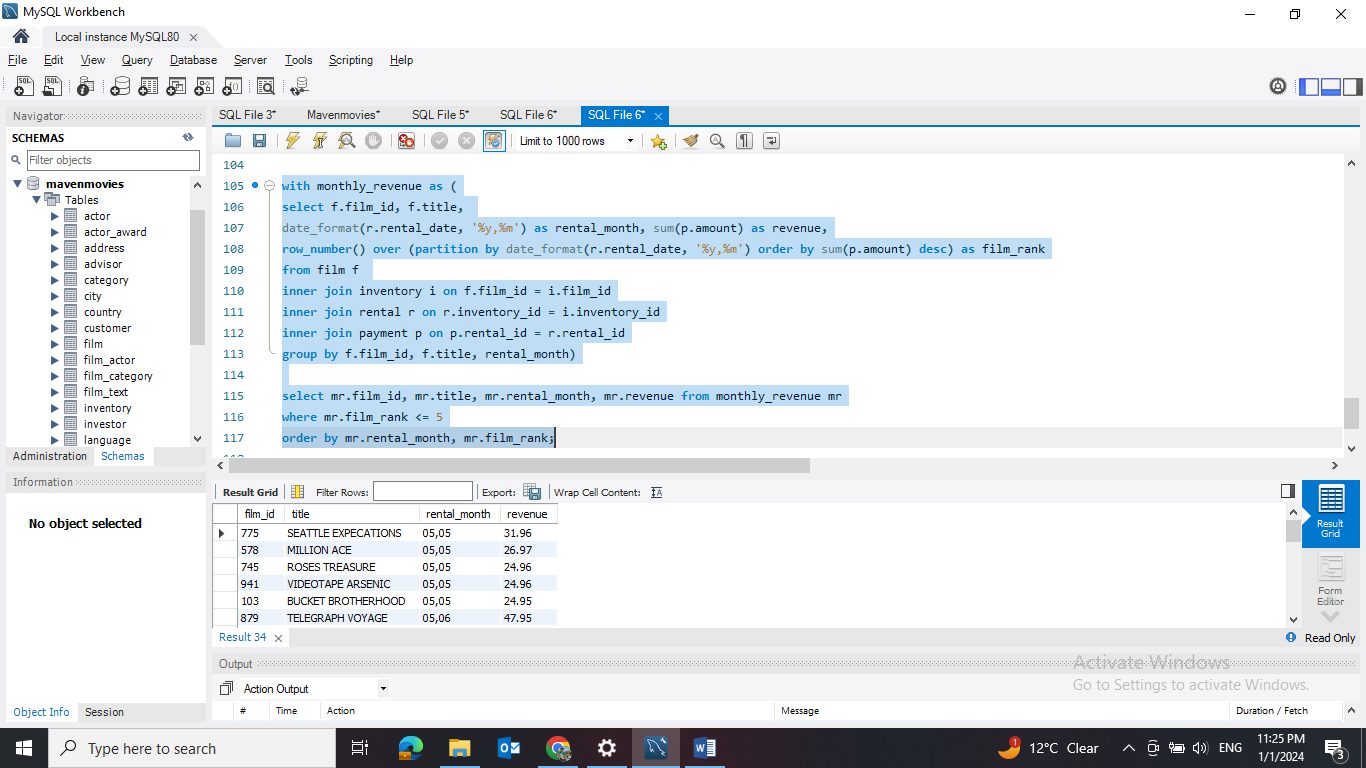 MySQL Workbench
Local instance MySQL80
File Edit View Query Database Server Tools Scripting Help
Navigator
SCHEMAS
Filter objects
mavenmovies
Tables
actor
actor_award
address
advisor
category
city
country
customer
film
film_actor
film_category
film_text
inventory
investor
language
Administration Schemas
Information
No object selected
Object Info Session
SQL File 3* Mavenmovies* SQL File 5* SQL File 6* SQL File 6*
Limit to 1000 rows
104
105 with monthly_revenue as (
106 select f.film_id, f.title,
107 date_format(r.rental_date, '%y,%m') as rental_month, sum(p.amount) as revenue,
108 row_number() over (partition by date_format(r.rental_date, '%y,%m') order by sum(p.amount) desc) as film_rank
109 from film f
110 inner join inventory i on f.film_id = i.film_id
111 inner join rental r on r.inventory_id = i.inventory_id
112 inner join payment p on p.rental_id = r.rental_id
113 group by f.film_id, f.title, rental_month)
114
115 select mr.film_id, mr.title, mr.rental_month, mr.revenue from monthly_revenue mr
116 where mr.film_rank <= 5
117 order by mr.rental_month, mr.film_rank;
Result Grid Filter Rows: Export: Wrap Cell Content:
film_id title rental_month revenue
775 SEATTLE EXPECATIONS 05,05 31.96
578 MILLION ACE 05,05 26.97
745 ROSES TREASURE 05,05 24.96
941 VIDEOTAPE ARSENIC 05,05 24.96
103 BUCKET BROTHERHOOD 05,05 24.95
879 TELEGRAPH VOYAGE 05,06 47.95
Result Grid
Form Editor
Result 34
Read Only
Output
Action Output
# Time Action Message Duration / Fetch
Activate Windows
Go to Settings to activate Windows.
Type here to search
1
12°C Clear
ENG
11:25 PM
1/1/2024
3